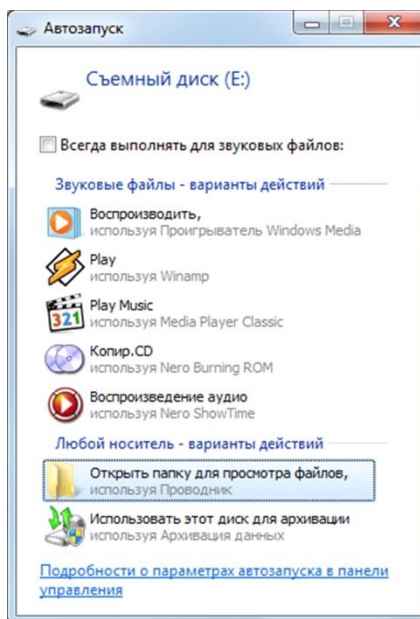 Автозапуск
Съемный диск (E:)
Всегда выполнять для звуковых файлов:
Звуковые файлы - варианты действий
Воспроизводить,
используя Проигрыватель Windows Media
Play
используя Winamp
Play Music
321
используя Media Player Classic
Копир.CD
используя Nero Burning ROM
Воспроизведение аудио
используя Nero ShowTime
Любой носитель - варианты действий
Открыть папку для просмотра файлов,
используя Проводник
Использовать этот диск для архивации
используя Архивация данных
Подробности о параметрах автозапуска в панели
управления